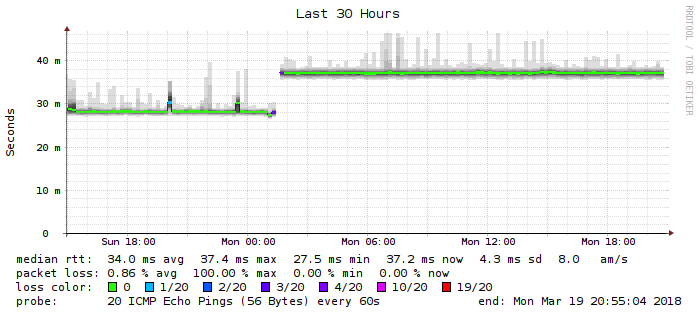 Last 30 Hours
RRDTOOL / TOBI OETIKER
Seconds
40 m
30 m
20 m
10 m
0
Sun 18:00 Mon 00:00 Mon 06:00 Mon 12:00 Mon 18:00
median rtt: 34.0 ms avg 37.4 ms max 27.5 ms min 37.2 ms now 4.3 ms sd 8.0 am/s
packet loss: 0.86 % avg 100.00 % max 0.00 % min 0.00 % now
loss color: 0 1/20 2/20 3/20 4/20 10/20 19/20
probe: 20 ICMP Echo Pings (56 Bytes) every 60s end: Mon Mar 19 20:55:04 2018